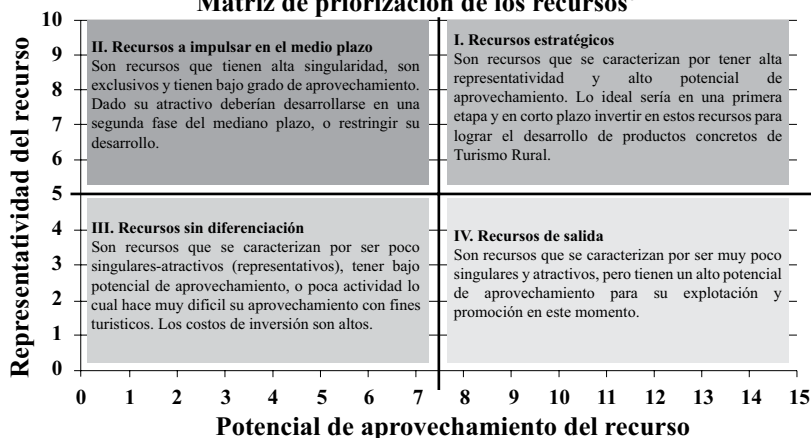 Matriz de priorización de los recursos
Representatividad del recurso
10
9
8
7
6
5
4
3
2
1
0
II. Recursos a impulsar en el medio plazo
Son recursos que tienen alta singularidad, son
exclusivos y tienen bajo grado de aprovechamiento.
Dado su atractivo deberían desarrollarse en una
segunda fase del mediano plazo, o restringir su
desarrollo.
I. Recursos estratégicos
Son recursos que se caracterizan por tener alta
representatividad y alto potencial de
aprovechamiento. Lo ideal sería en una primera
etapa y en corto plazo invertir en estos recursos para
lograr el desarrollo de productos concretos de
Turismo Rural.
III. Recursos sin diferenciación
Son recursos que se caracterizan por ser poco
singulares-atractivos (representativos), tener bajo
potencial de aprovechamiento, o poca actividad lo
cual hace muy dificil su aprovechamiento con fines
turisticos. Los costos de inversión son altos.
IV. Recursos de salida
Son recursos que se caracterizan por ser muy poco
singulares y atractivos, pero tienen un alto potencial
de aprovechamiento para su explotación y
promoción en este momento.
0 1 2 3 4 5 6 7 8 9 10 11 12 13 14 15
Potencial de aprovechamiento del recurso